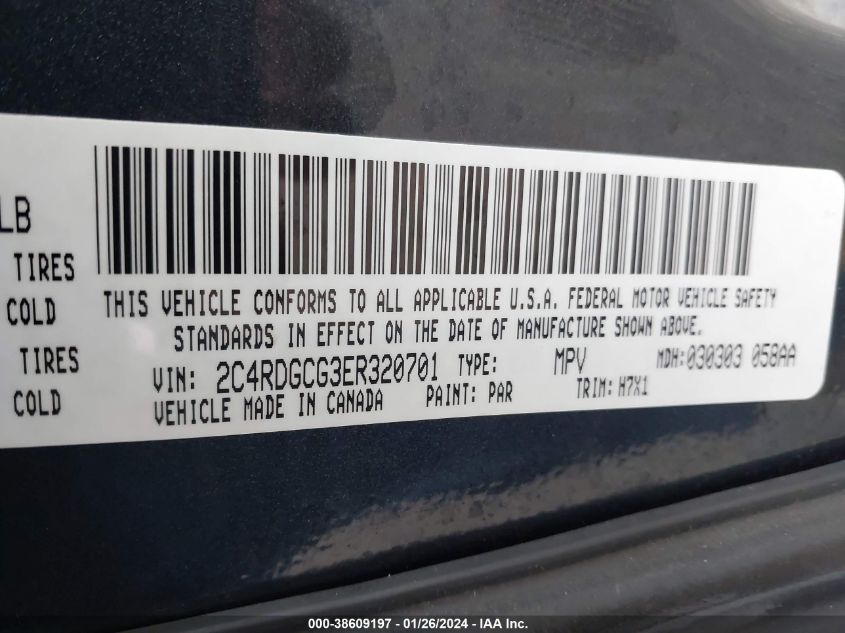 LB
TIRES
COLD
TIRES
COLD
THIS VEHICLE CONFORMS TO ALL APPLICABLE U.S.A. FEDERAL MOTOR VEHICLE SAFETY
STANDARDS IN EFFECT ON THE DATE OF MANUFACTURE SHOWN ABOVE.
VIN: 2C4RDGCG3ER320701 TYPE: MPV MDH:030303 058AA
VEHICLE MADE IN CANADA PAINT: PAR TRIM: H7X1
000-38609197 - 01/26/2024 - IAA Inc.